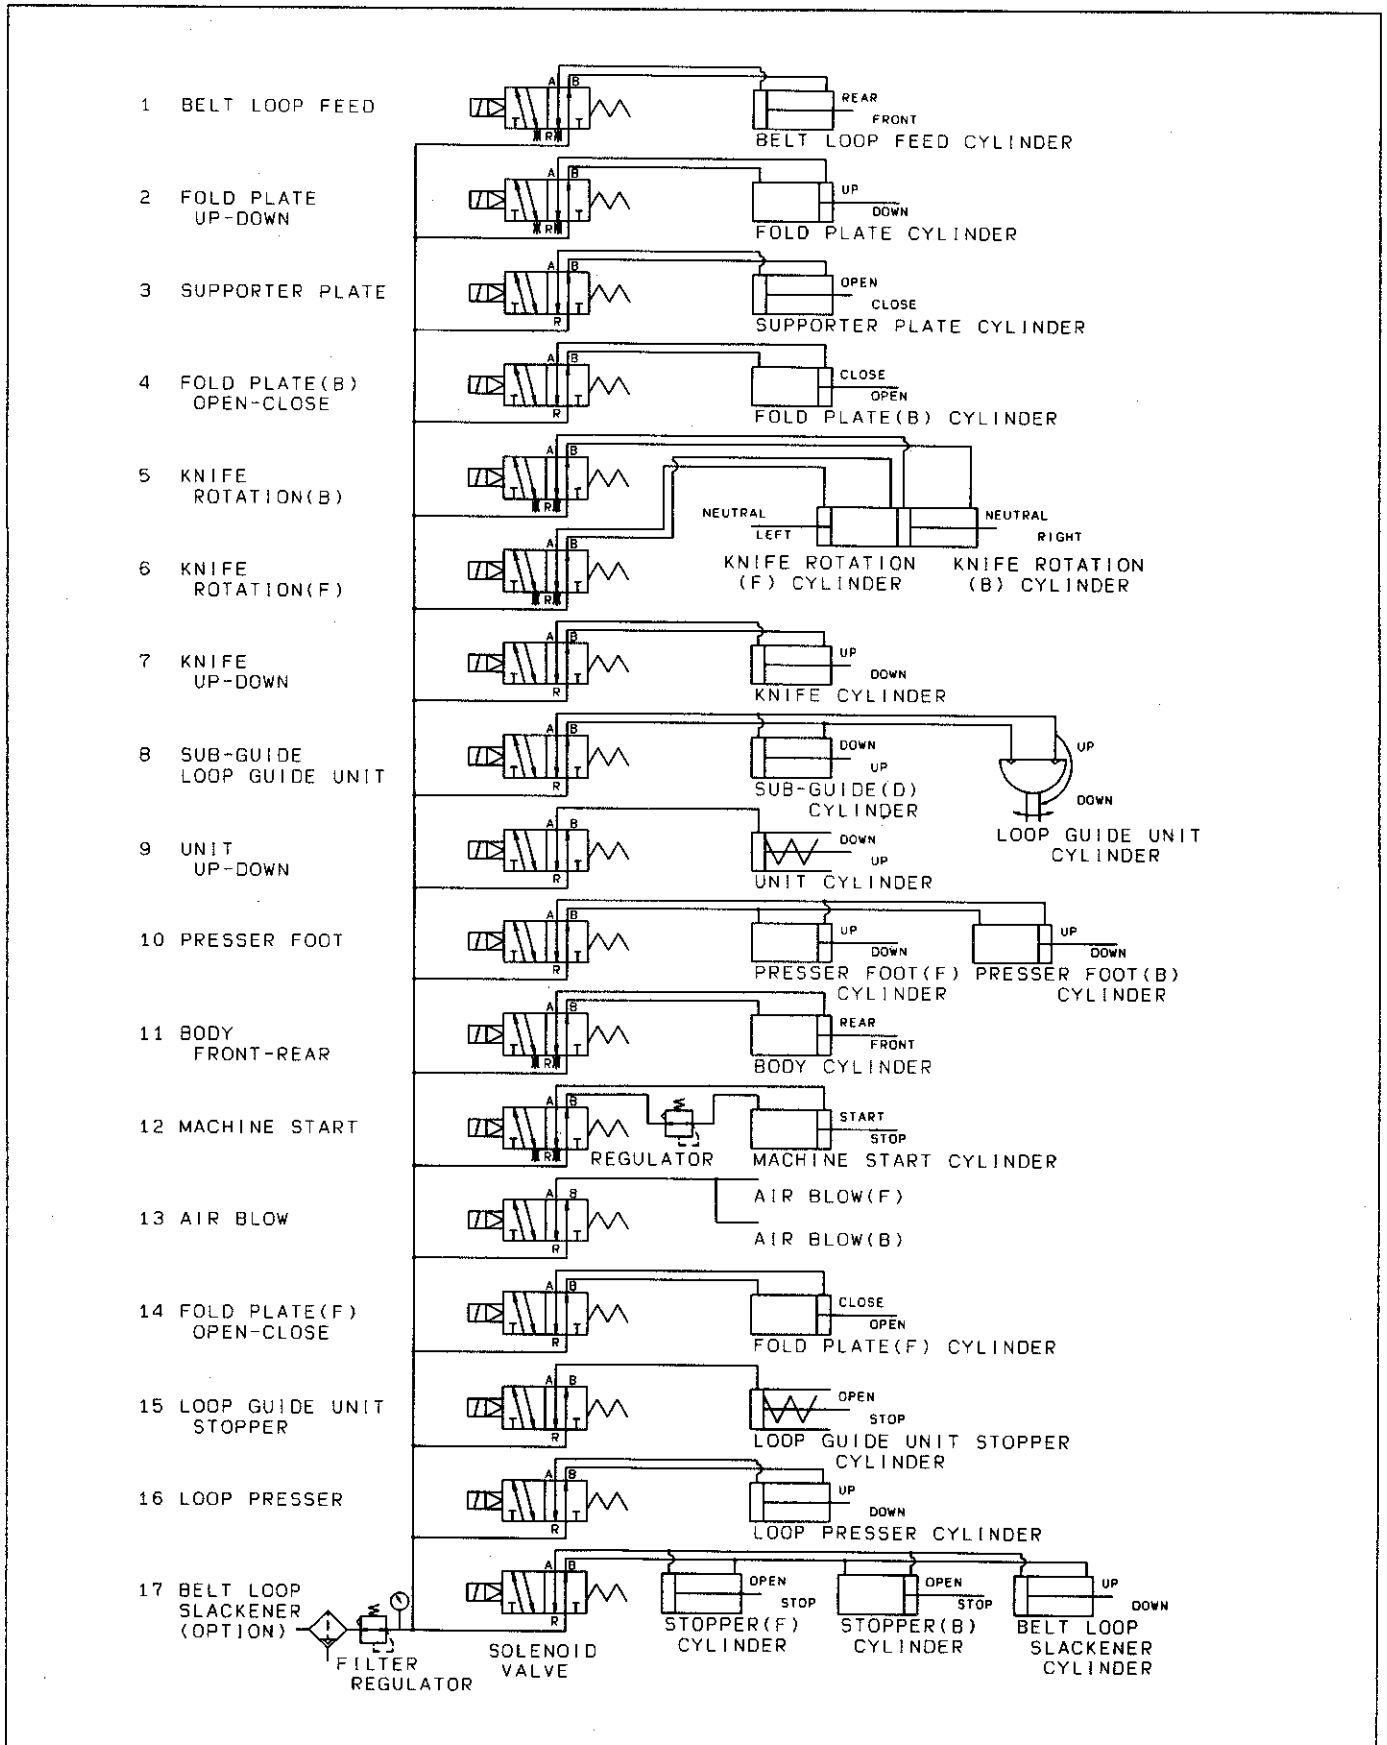 A B
1 BELT LOOP FEED
T R T
REAR
FRONT
BELT LOOP FEED CYLINDER
A B
2 FOLD PLATE
UP-DOWN
T R T
UP
DOWN
FOLD PLATE CYLINDER
A B
3 SUPPORTER PLATE
T T
R
OPEN
CLOSE
SUPPORTER PLATE CYLINDER
A B
4 FOLD PLATE(B)
OPEN-CLOSE
T T
R
CLOSE
OPEN
FOLD PLATE(B) CYLINDER
A B
5 KNIFE
ROTATION(B)
T R T
NEUTRAL
LEFT
NEUTRAL
RIGHT
A B
6 KNIFE
ROTATION(F)
T R T
KNIFE ROTATION
(F) CYLINDER
KNIFE ROTATION
(B) CYLINDER
A B
7 KNIFE
UP-DOWN
T T
R
UP
DOWN
KNIFE CYLINDER
A B
8 SUB-GUIDE
LOOP GUIDE UNIT
T T
R
DOWN
UP
SUB-GUIDE(D)
CYLINDER
UP
DOWN
LOOP GUIDE UNIT
CYLINDER
A B
9 UNIT
UP-DOWN
T T
R
DOWN
UP
UNIT CYLINDER
A B
10 PRESSER FOOT
T T
R
UP
DOWN
PRESSER FOOT(F)
CYLINDER
UP
DOWN
PRESSER FOOT(B)
CYLINDER
A B
11 BODY
FRONT-REAR
T R T
REAR
FRONT
BODY CYLINDER
A B
12 MACHINE START
T R T
REGULATOR
START
STOP
MACHINE START CYLINDER
A B
13 AIR BLOW
T T
R
AIR BLOW(F)
AIR BLOW(B)
A B
14 FOLD PLATE(F)
OPEN-CLOSE
T T
R
CLOSE
OPEN
FOLD PLATE(F) CYLINDER
A B
15 LOOP GUIDE UNIT
STOPPER
T T
R
OPEN
STOP
LOOP GUIDE UNIT STOPPER
CYLINDER
A B
16 LOOP PRESSER
T T
R
UP
DOWN
LOOP PRESSER CYLINDER
A B
17 BELT LOOP
SLACKENER
(OPTION)
T T
R
FILTER
REGULATOR
SOLENOID
VALVE
OPEN
STOP
STOPPER(F)
CYLINDER
OPEN
STOP
STOPPER(B)
CYLINDER
UP
DOWN
BELT LOOP
SLACKENER
CYLINDER